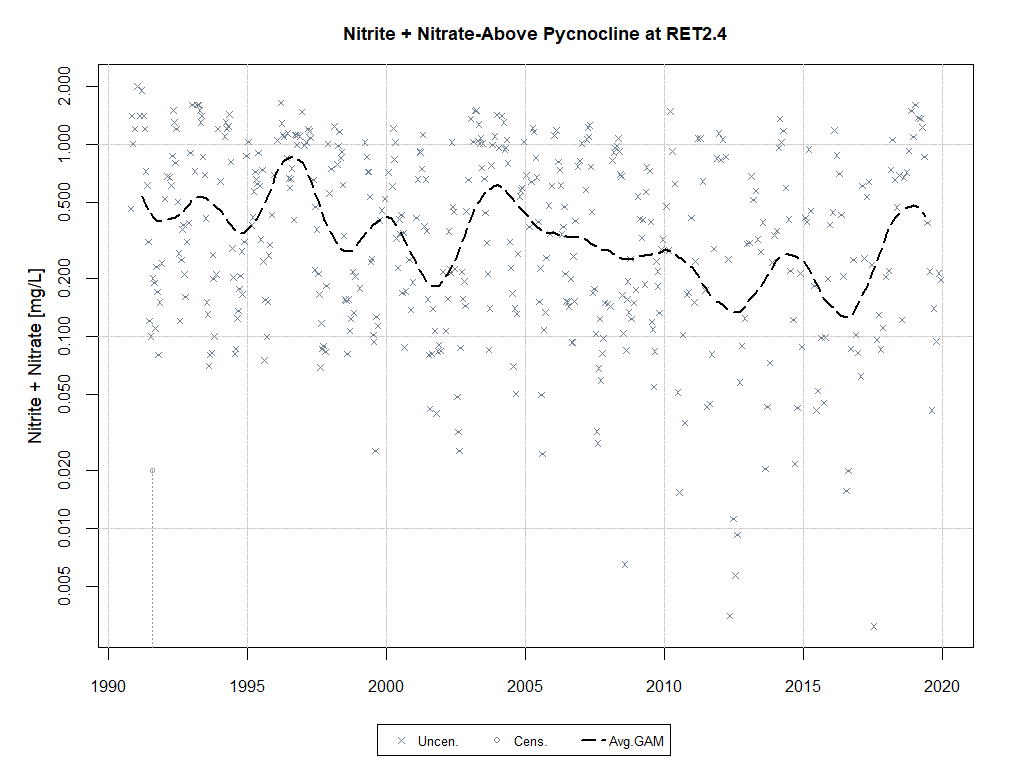 Nitrite + Nitrate-Above Pycnocline at RET2.4
Nitrite + Nitrate [mg/L]
2.000
1.000
0.500
0.200
0.100
0.050
0.020
0.010
0.005
1990 1995 2000 2005 2010 2015 2020
Uncen. Cens. Avg.GAM